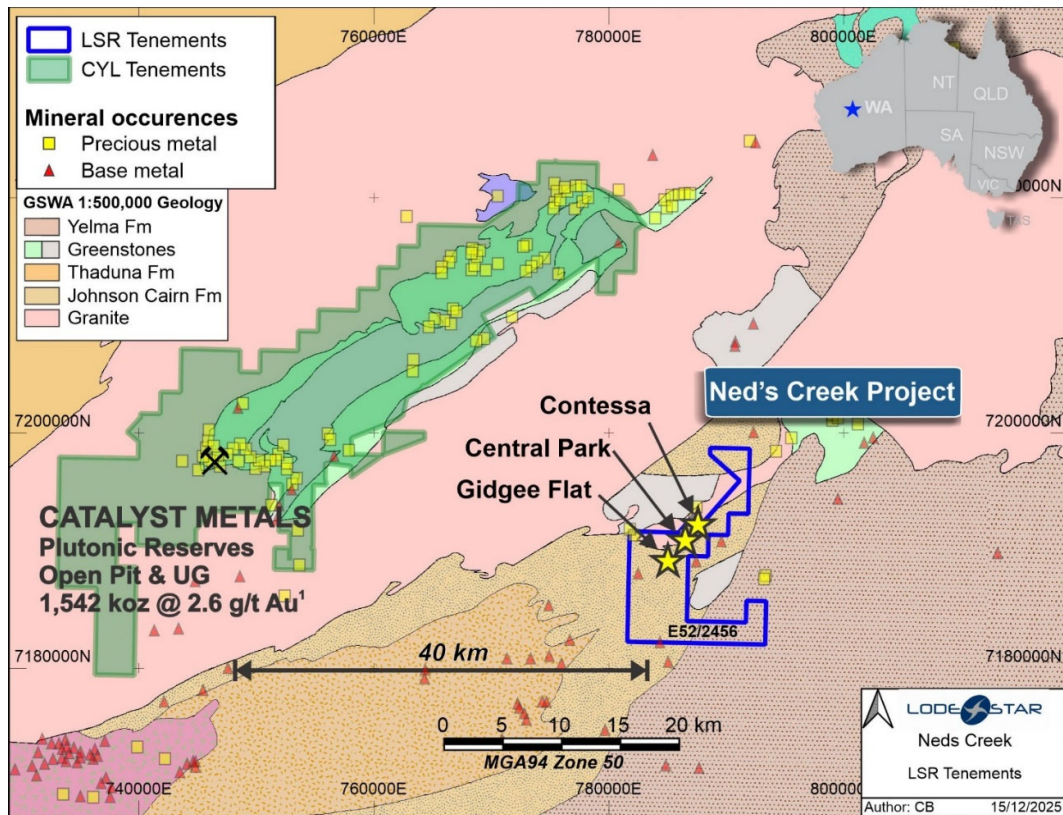 LSR Tenements
CYL Tenements
Mineral occurences
Precious metal
Base metal
GSWA 1:500,000 Geology
Yelma Fm
Greenstones
Thaduna Fm
Johnson Cairn Fm
Granite
760000E
780000E
800000E
WA
NT
QLD
SA
NSW
VIC
TAS
0000N
Ned's Creek Project
Contessa
Central Park
Gidgee Flat
7200000N
7200000N
CATALYST METALS
Plutonic Reserves
Open Pit & UG
1,542 koz @ 2.6 g/t Au¹
E52/2456
7180000N
7180000N
40 km
0 5 10 15 20 km
MGA94 Zone 50
740000E
760000E
780000E
8000
LODESTAR
Neds Creek
LSR Tenements
Author: CB 15/12/2025